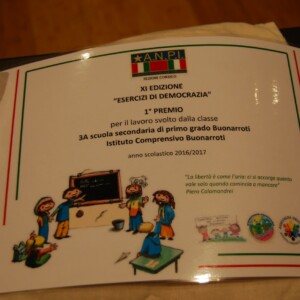 A.N.P.I.
SEZIONE CORSICO
XI EDIZIONE
"ESERCIZI DI DEMOCRAZIA"
1° PREMIO
per il lavoro svolto dalla classe
3A scuola secondaria di primo grado Buonarroti
Istituto Comprensivo Buonarroti
anno scolastico 2016/2017
"La libertà è come l'aria: ci si accorge quanto
vale solo quando comincia a mancare"
Piero Calamandrei